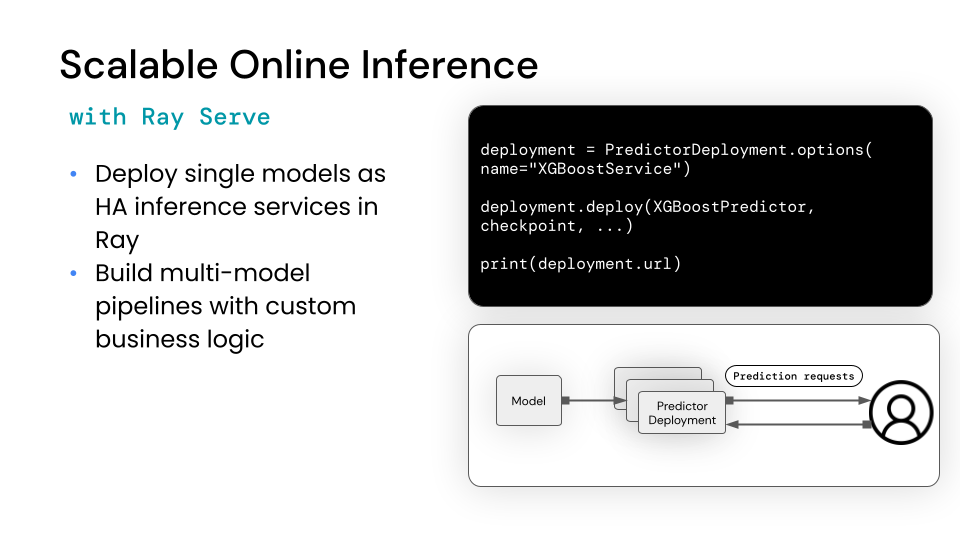 Scalable Online Inference
with Ray Serve
• Deploy single models as
HA inference services in
Ray
• Build multi-model
pipelines with custom
business logic
deployment = PredictorDeployment.options(
name="XGBoostService")
deployment.deploy(XGBoostPredictor,
checkpoint, ...)
print(deployment.url)
Model
Predictor
Deployment
Prediction requests